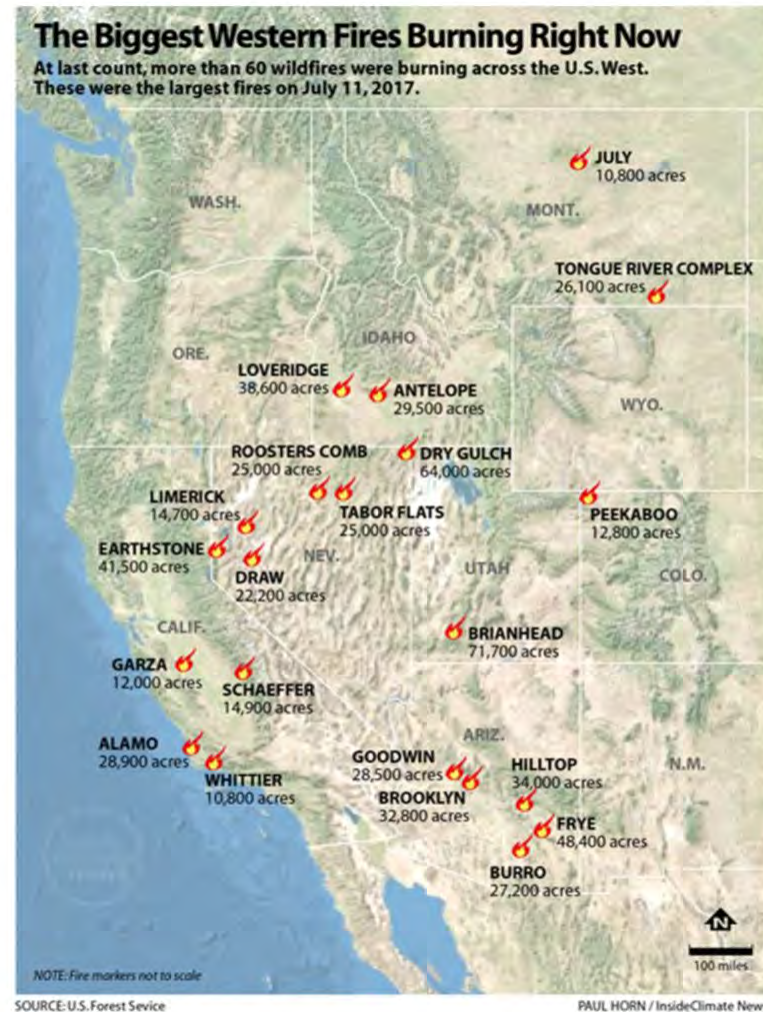 The Biggest Western Fires Burning Right Now
At last count, more than 60 wildfires were burning across the U.S. West.
These were the largest fires on July 11, 2017.
JULY
10,800 acres
WASH.
MONT.
TONGUE RIVER COMPLEX
26,100 acres
IDAHO
ORE.
LOVERIDGE
38,600 acres
ANTELOPE
29,500 acres
WYO.
ROOSTERS COMB
25,000 acres
DRY GULCH
64,000 acres
LIMERICK
14,700 acres
TABOR FLATS
25,000 acres
PEEKABOO
12,800 acres
EARTHSTONE
41,500 acres
NEV.
DRAW
22,200 acres
UTAH
COLO.
CALIF.
BRIANHEAD
71,700 acres
GARZA
12,000 acres
SCHAEFFER
14,900 acres
ARIZ.
ALAMO
28,900 acres
WHITTIER
10,800 acres
GOODWIN
28,500 acres
HILLTOP
34,000 acres
N.M.
BROOKLYN
32,800 acres
FRYE
48,400 acres
BURRO
27,200 acres
N
100 miles
NOTE: Fire markers not to scale
SOURCE: U.S. Forest Sevice
PAUL HORN / InsideClimate New